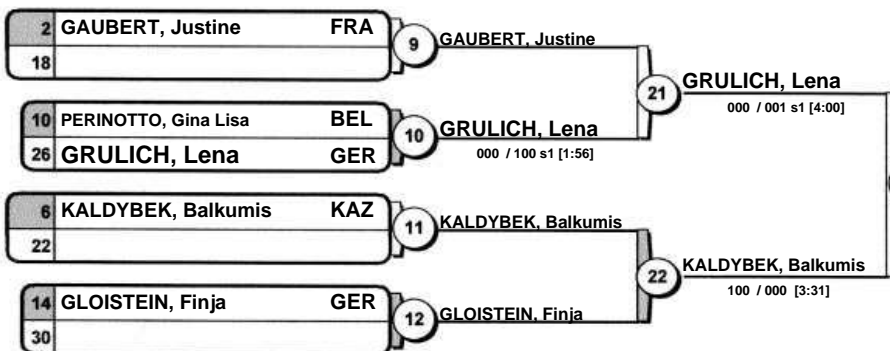 2 GAUBERT, Justine FRA
18
9
GAUBERT, Justine
10 PERINOTTO, Gina Lisa BEL
26 GRULICH, Lena GER
10
GRULICH, Lena
000 / 100 s1 [1:56]
21
GRULICH, Lena
000 / 001 s1 [4:00]
6 KALDYBEK, Balkumis KAZ
22
11
KALDYBEK, Balkumis
14 GLOISTEIN, Finja GER
30
12
GLOISTEIN, Finja
22
KALDYBEK, Balkumis
100 / 000 [3:31]